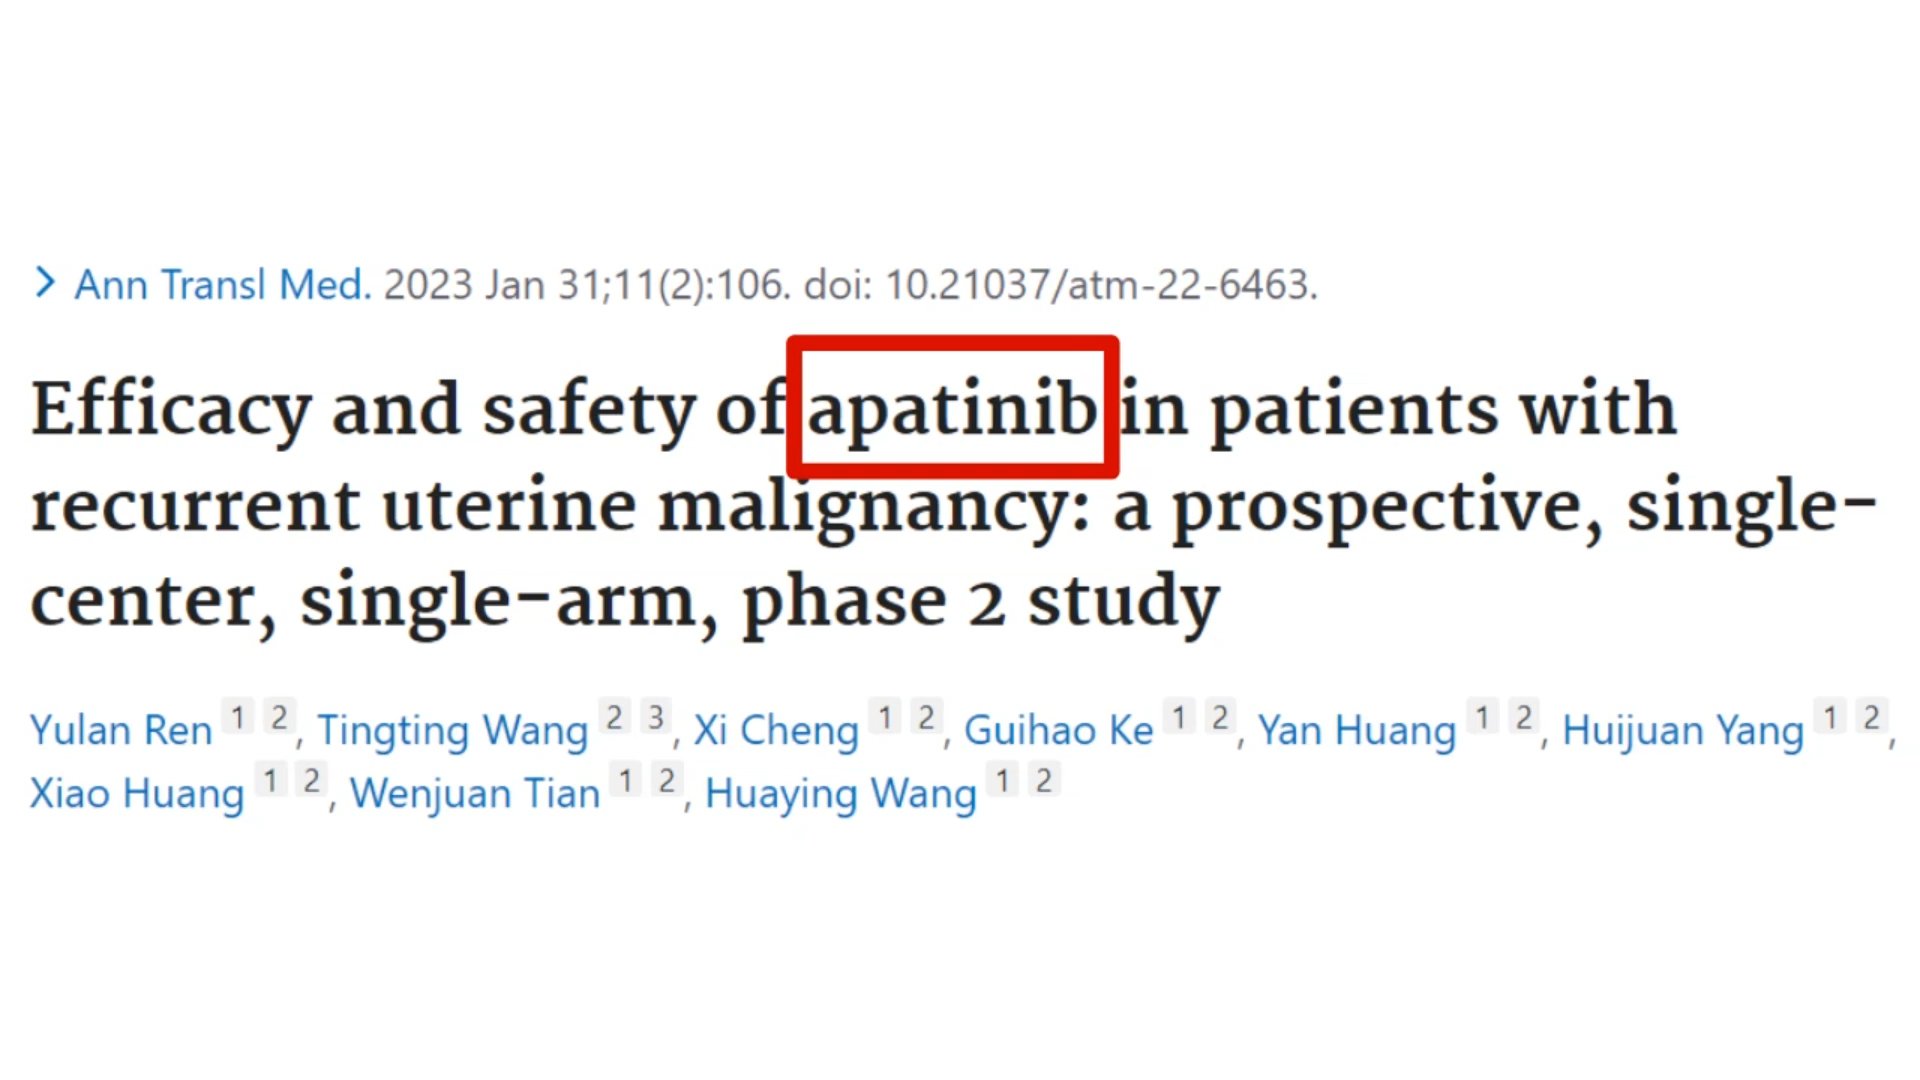 Ann Transl Med. 2023 Jan 31;11(2):106. doi: 10.21037/atm-22-6463.
Efficacy and safety of apatinib in patients with
recurrent uterine malignancy: a prospective, single-
center, single-arm, phase 2 study
Yulan Ren 1 2, Tingting Wang 2 3, Xi Cheng 1 2, Guihao Ke 1 2, Yan Huang 1 2, Huijuan Yang 1 2,
Xiao Huang 1 2, Wenjuan Tian 1 2, Huaying Wang 1 2